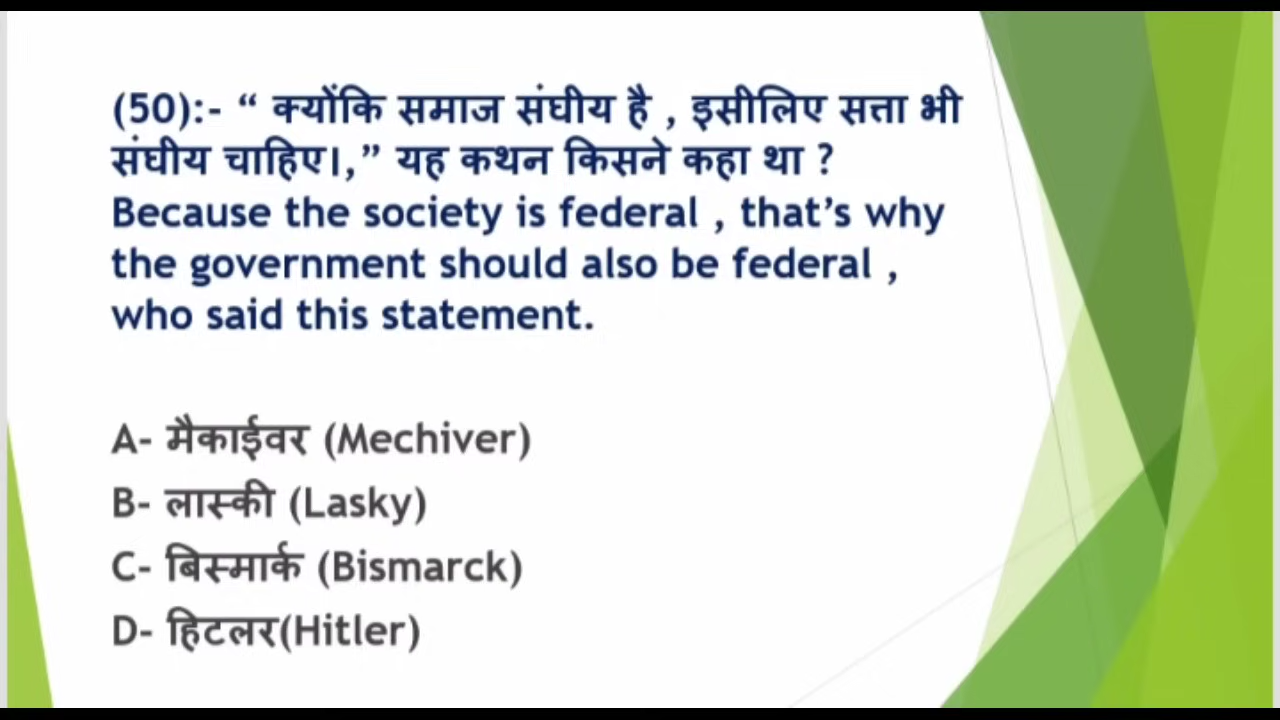 (50):- “ क्योंकि समाज संघीय है , इसीलिए सत्ता भी
संघीय चाहिए।,” यह कथन किसने कहा था ?
Because the society is federal , that’s why
the government should also be federal ,
who said this statement.
A- मैकाईवर (Mechiver)
B- लास्की (Lasky)
C- बिस्मार्क (Bismarck)
D- हिटलर(Hitler)